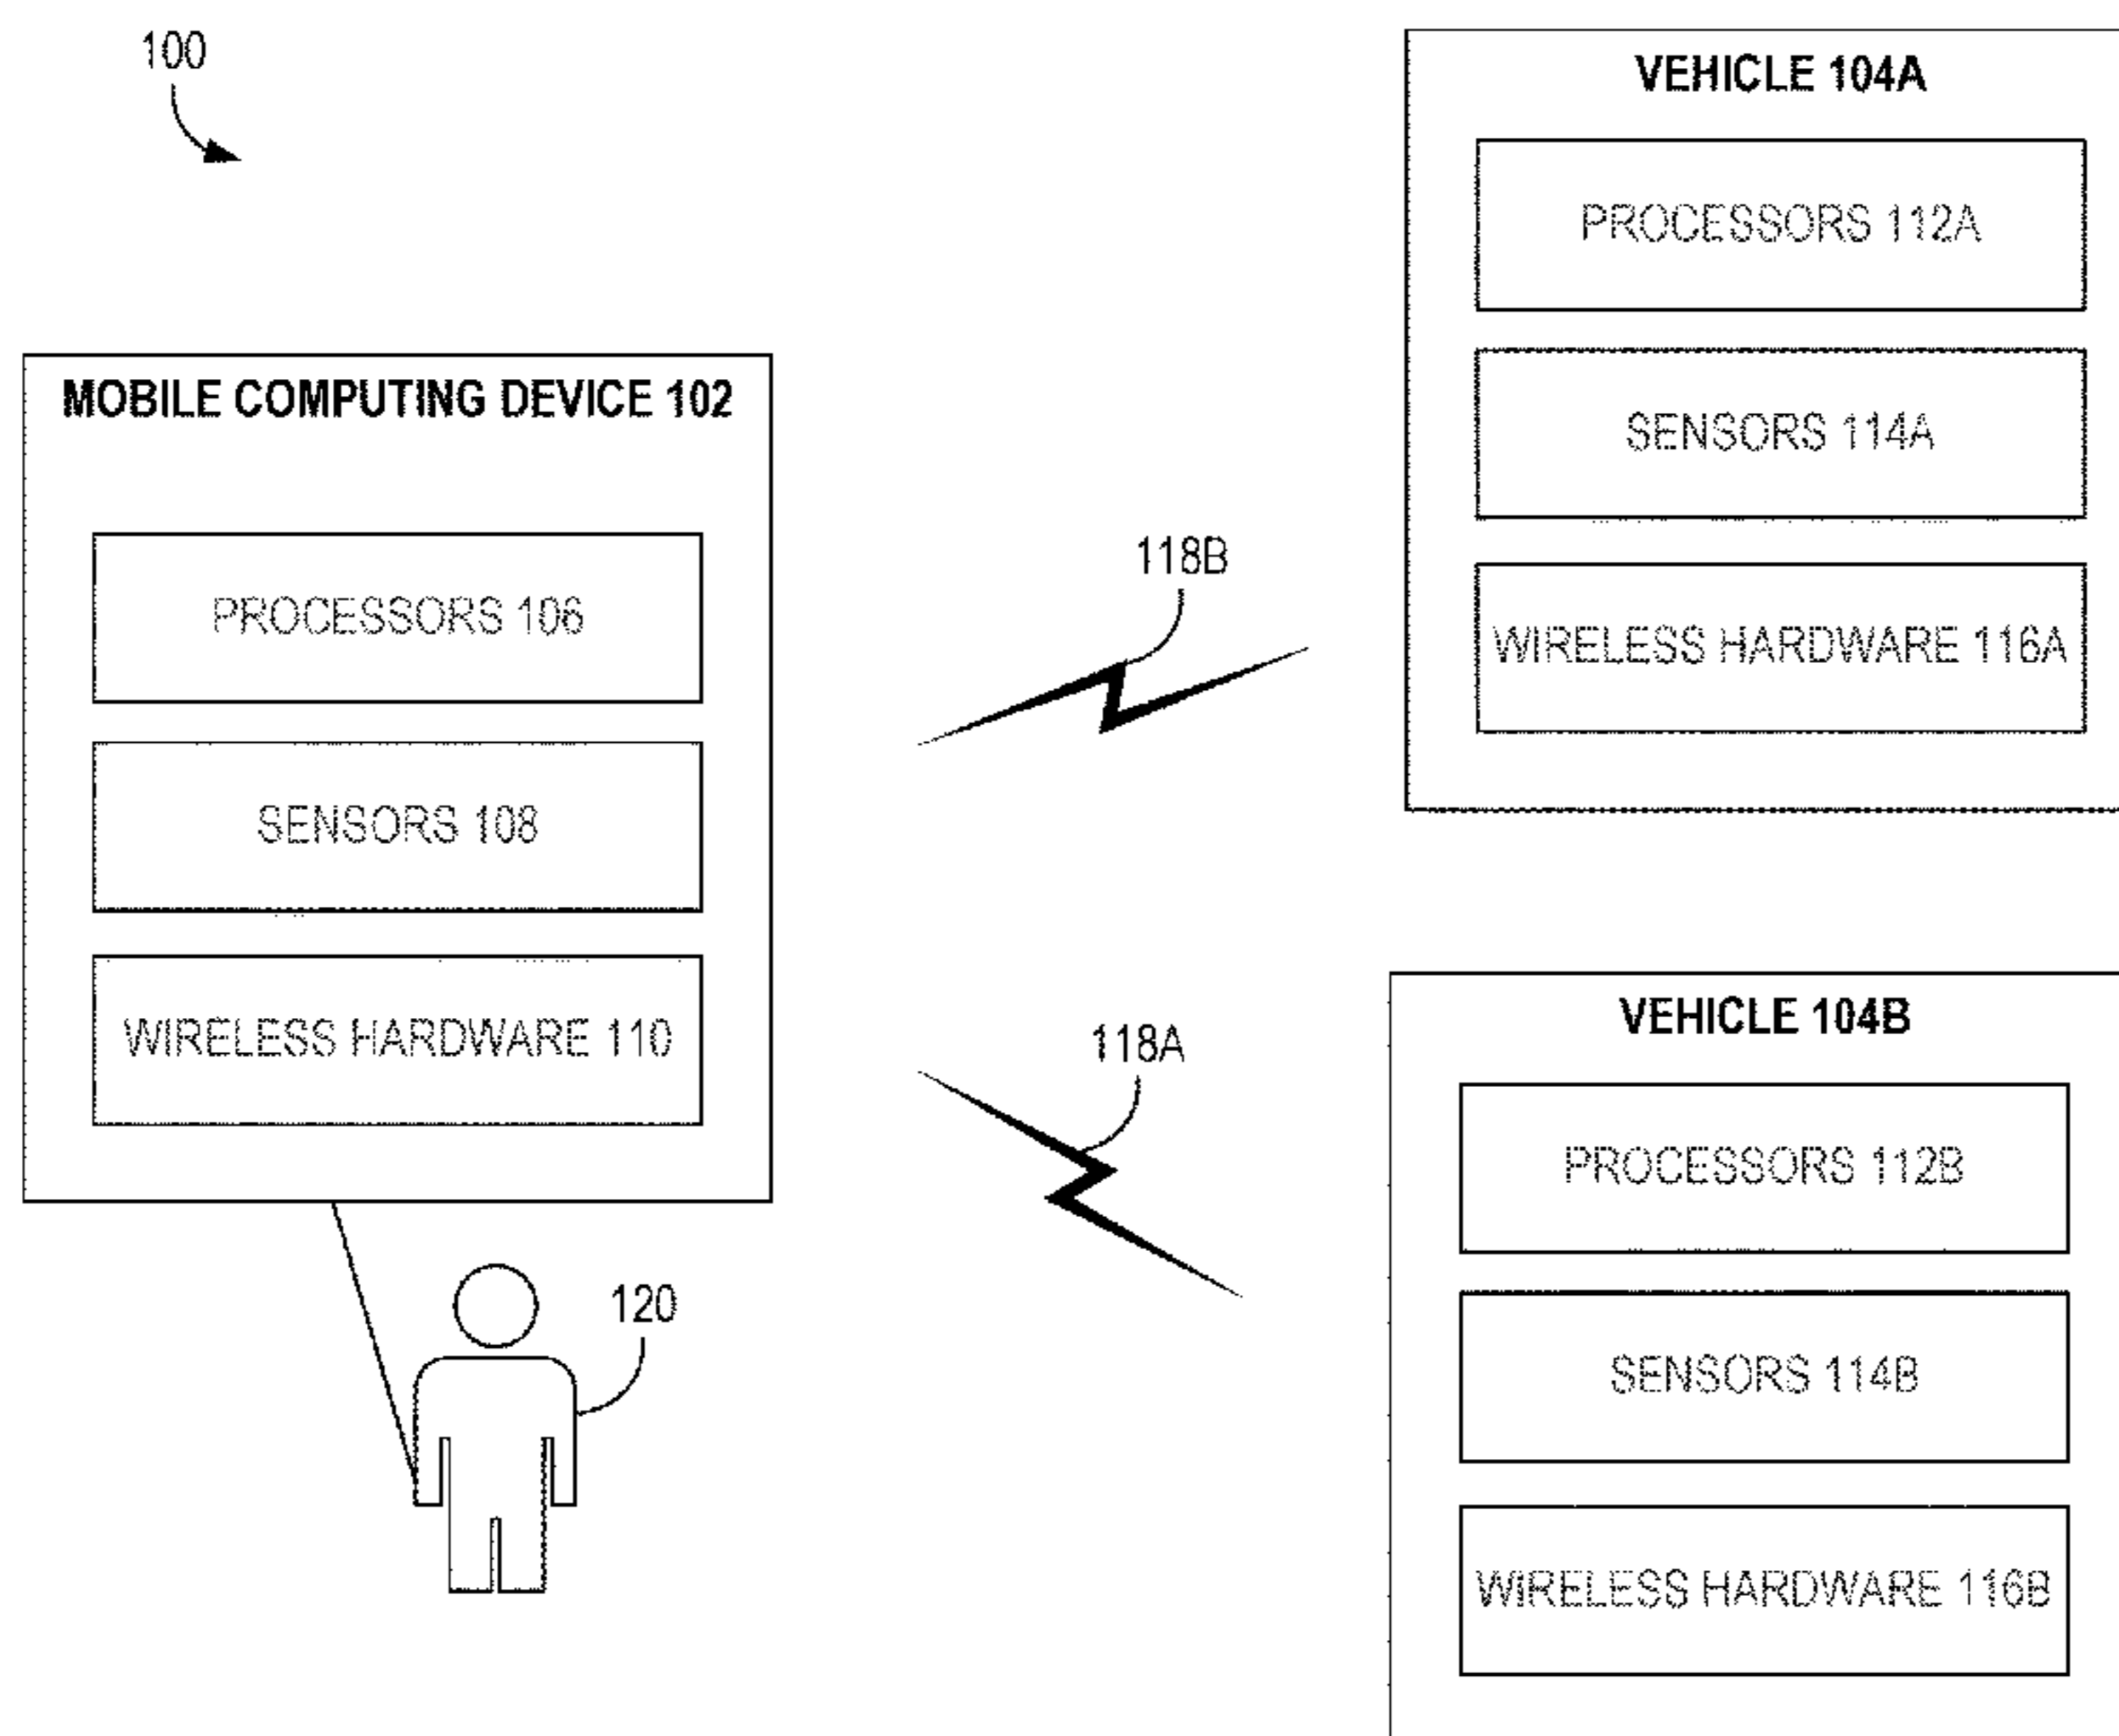 100
MOBILE COMPUTING DEVICE 102
PROCESSORS 106
SENSORS 108
WIRELESS HARDWARE 110
120
118B
118A
VEHICLE 104A
PROCESSORS 112A
SENSORS 114A
WIRELESS HARDWARE 116A
VEHICLE 104B
PROCESSORS 112B
SENSORS 114B
WIRELESS HARDWARE 116B